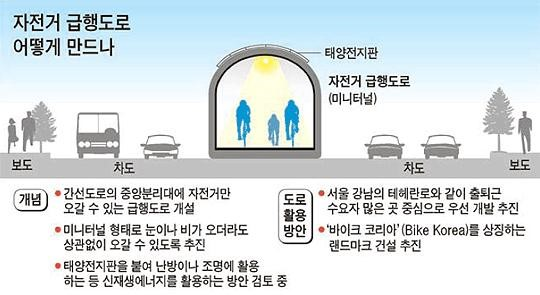 자전거 급행도로
어떻게 만드나
태양전지판
자전거 급행도로
(미니터널)
보도
차도
차도
보도
개념
• 간선도로의 중앙분리대에 자전거만
오갈 수 있는 급행도로 개설
• 미니터널 형태로 눈이나 비가 오더라도
상관없이 오갈 수 있도록 추진
• 태양전지판을 붙여 난방이나 조명에 활용
하는 등 신재생에너지를 활용하는 방안 검토 중
도로
활용
방안
• 서울 강남의 테헤란로와 같이 출퇴근
수요자 많은 곳 중심으로 우선 개발 추진
• ‘바이크 코리아’(Bike Korea)를 상징하는
랜드마크 건설 추진